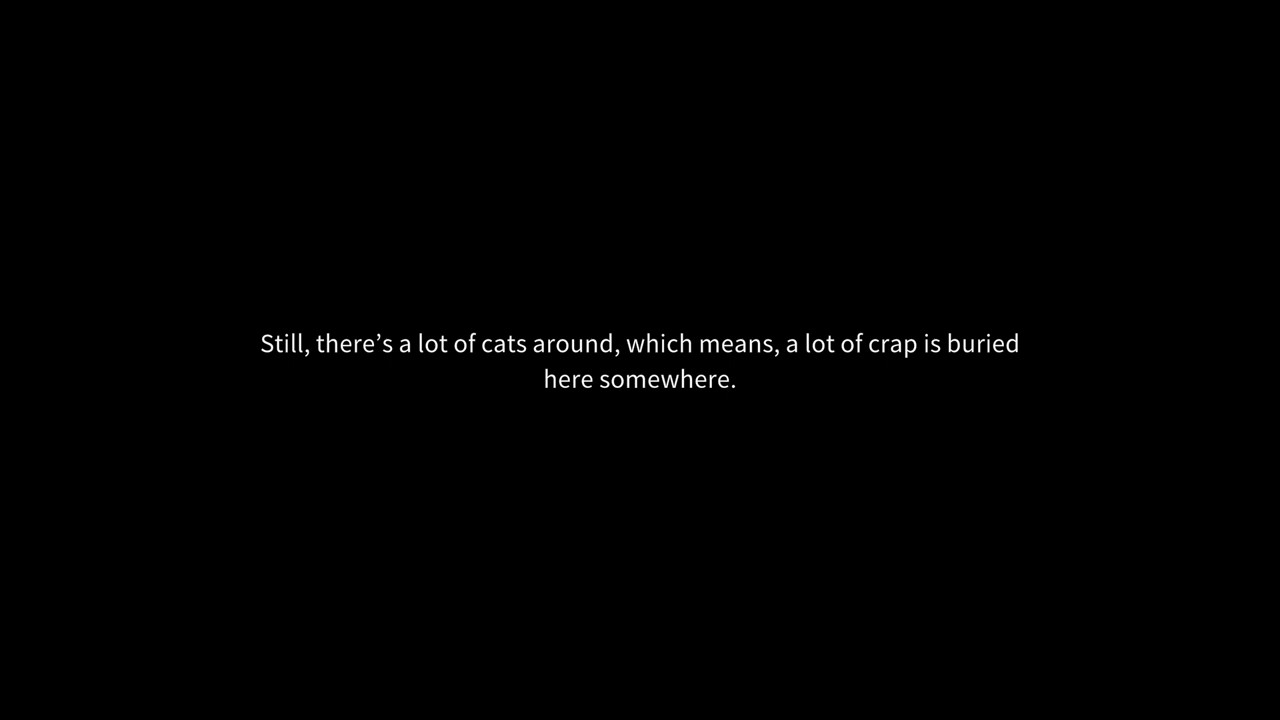 Still, there’s a lot of cats around, which means, a lot of crap is buried
here somewhere.